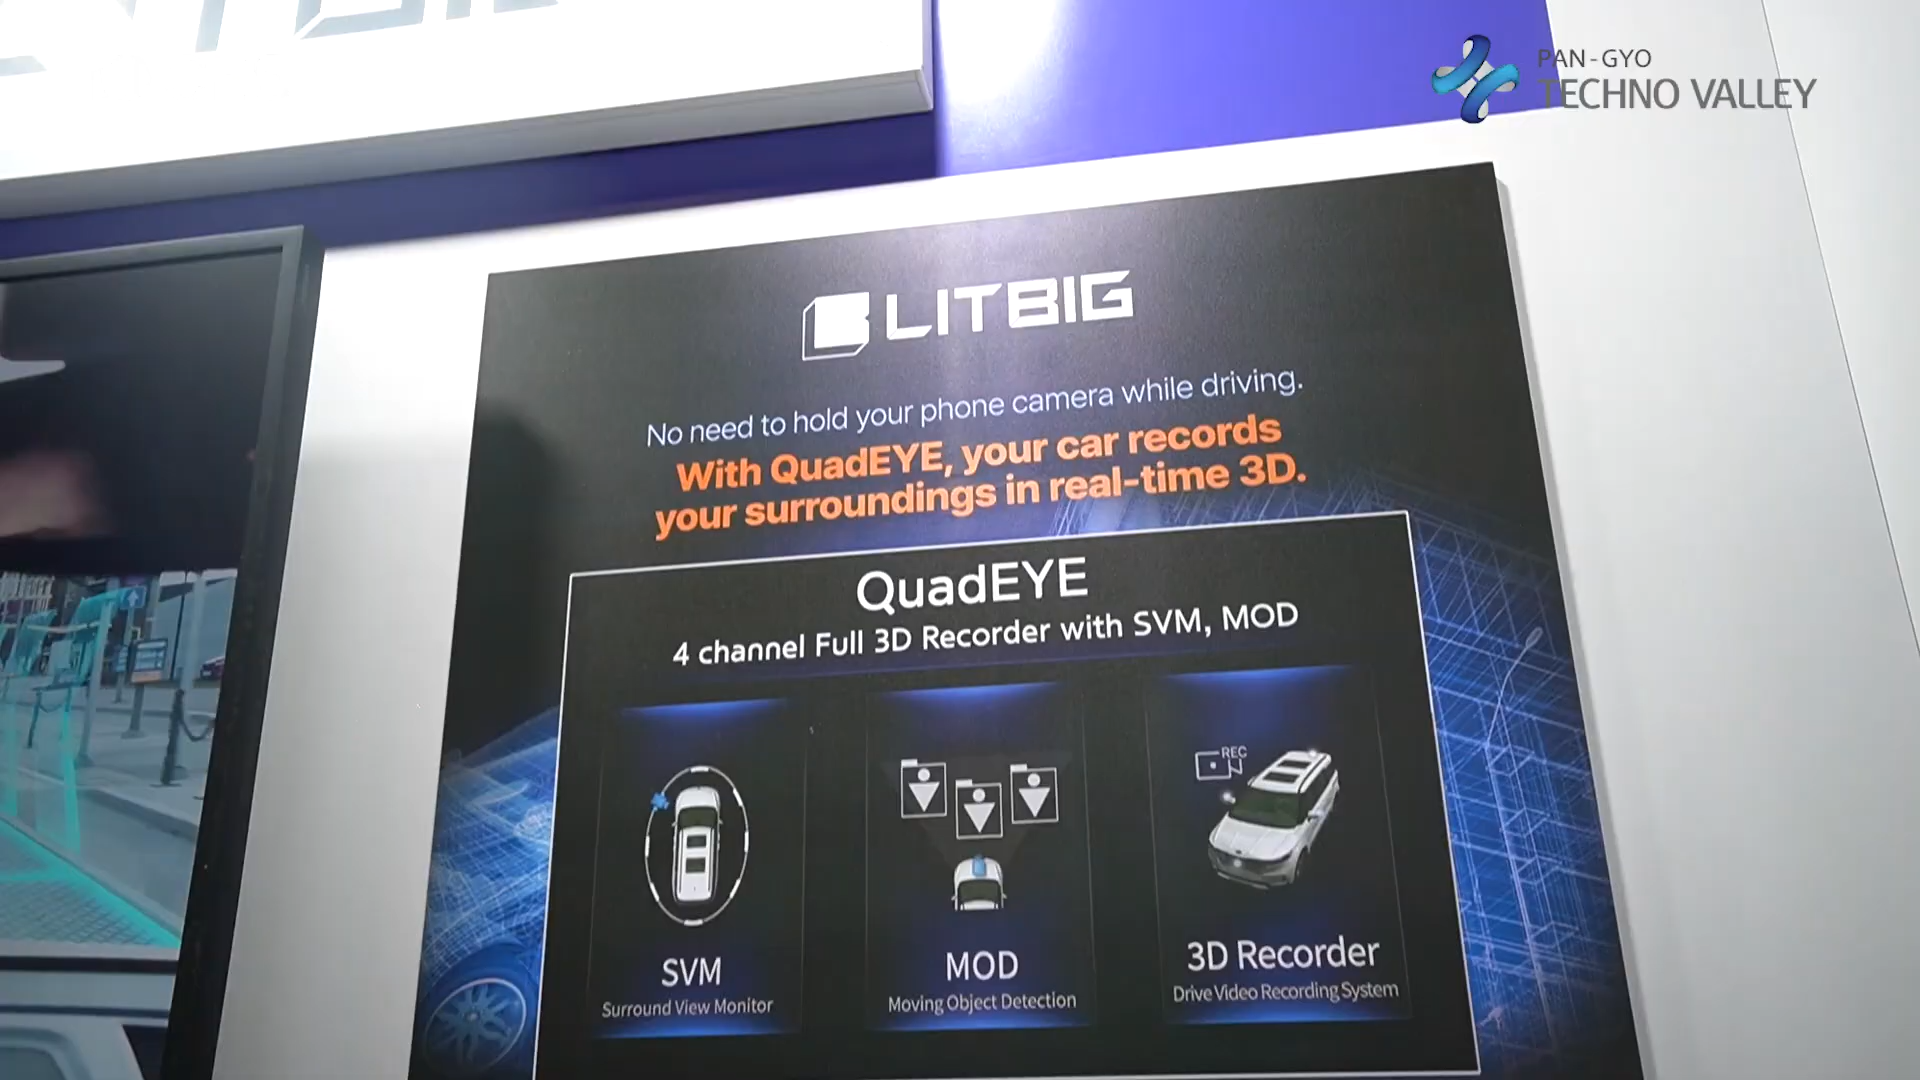 PAN-GYO
TECHNO VALLEY
LITBIG
No need to hold your phone camera while driving.
With QuadEYE, your car records
your surroundings in real-time 3D.
QuadEYE
4 channel Full 3D Recorder with SVM, MOD
REC
SVM
Surround View Monitor
MOD
Moving Object Detection
3D Recorder
Drive Video Recording System